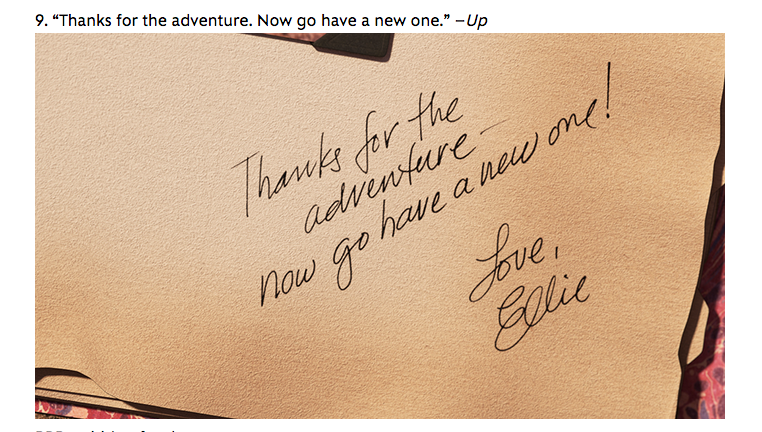 9. “Thanks for the adventure. Now go have a new one.” –Up
Thanks for the
adventure -
now go have a new one!
Love,
Ellie